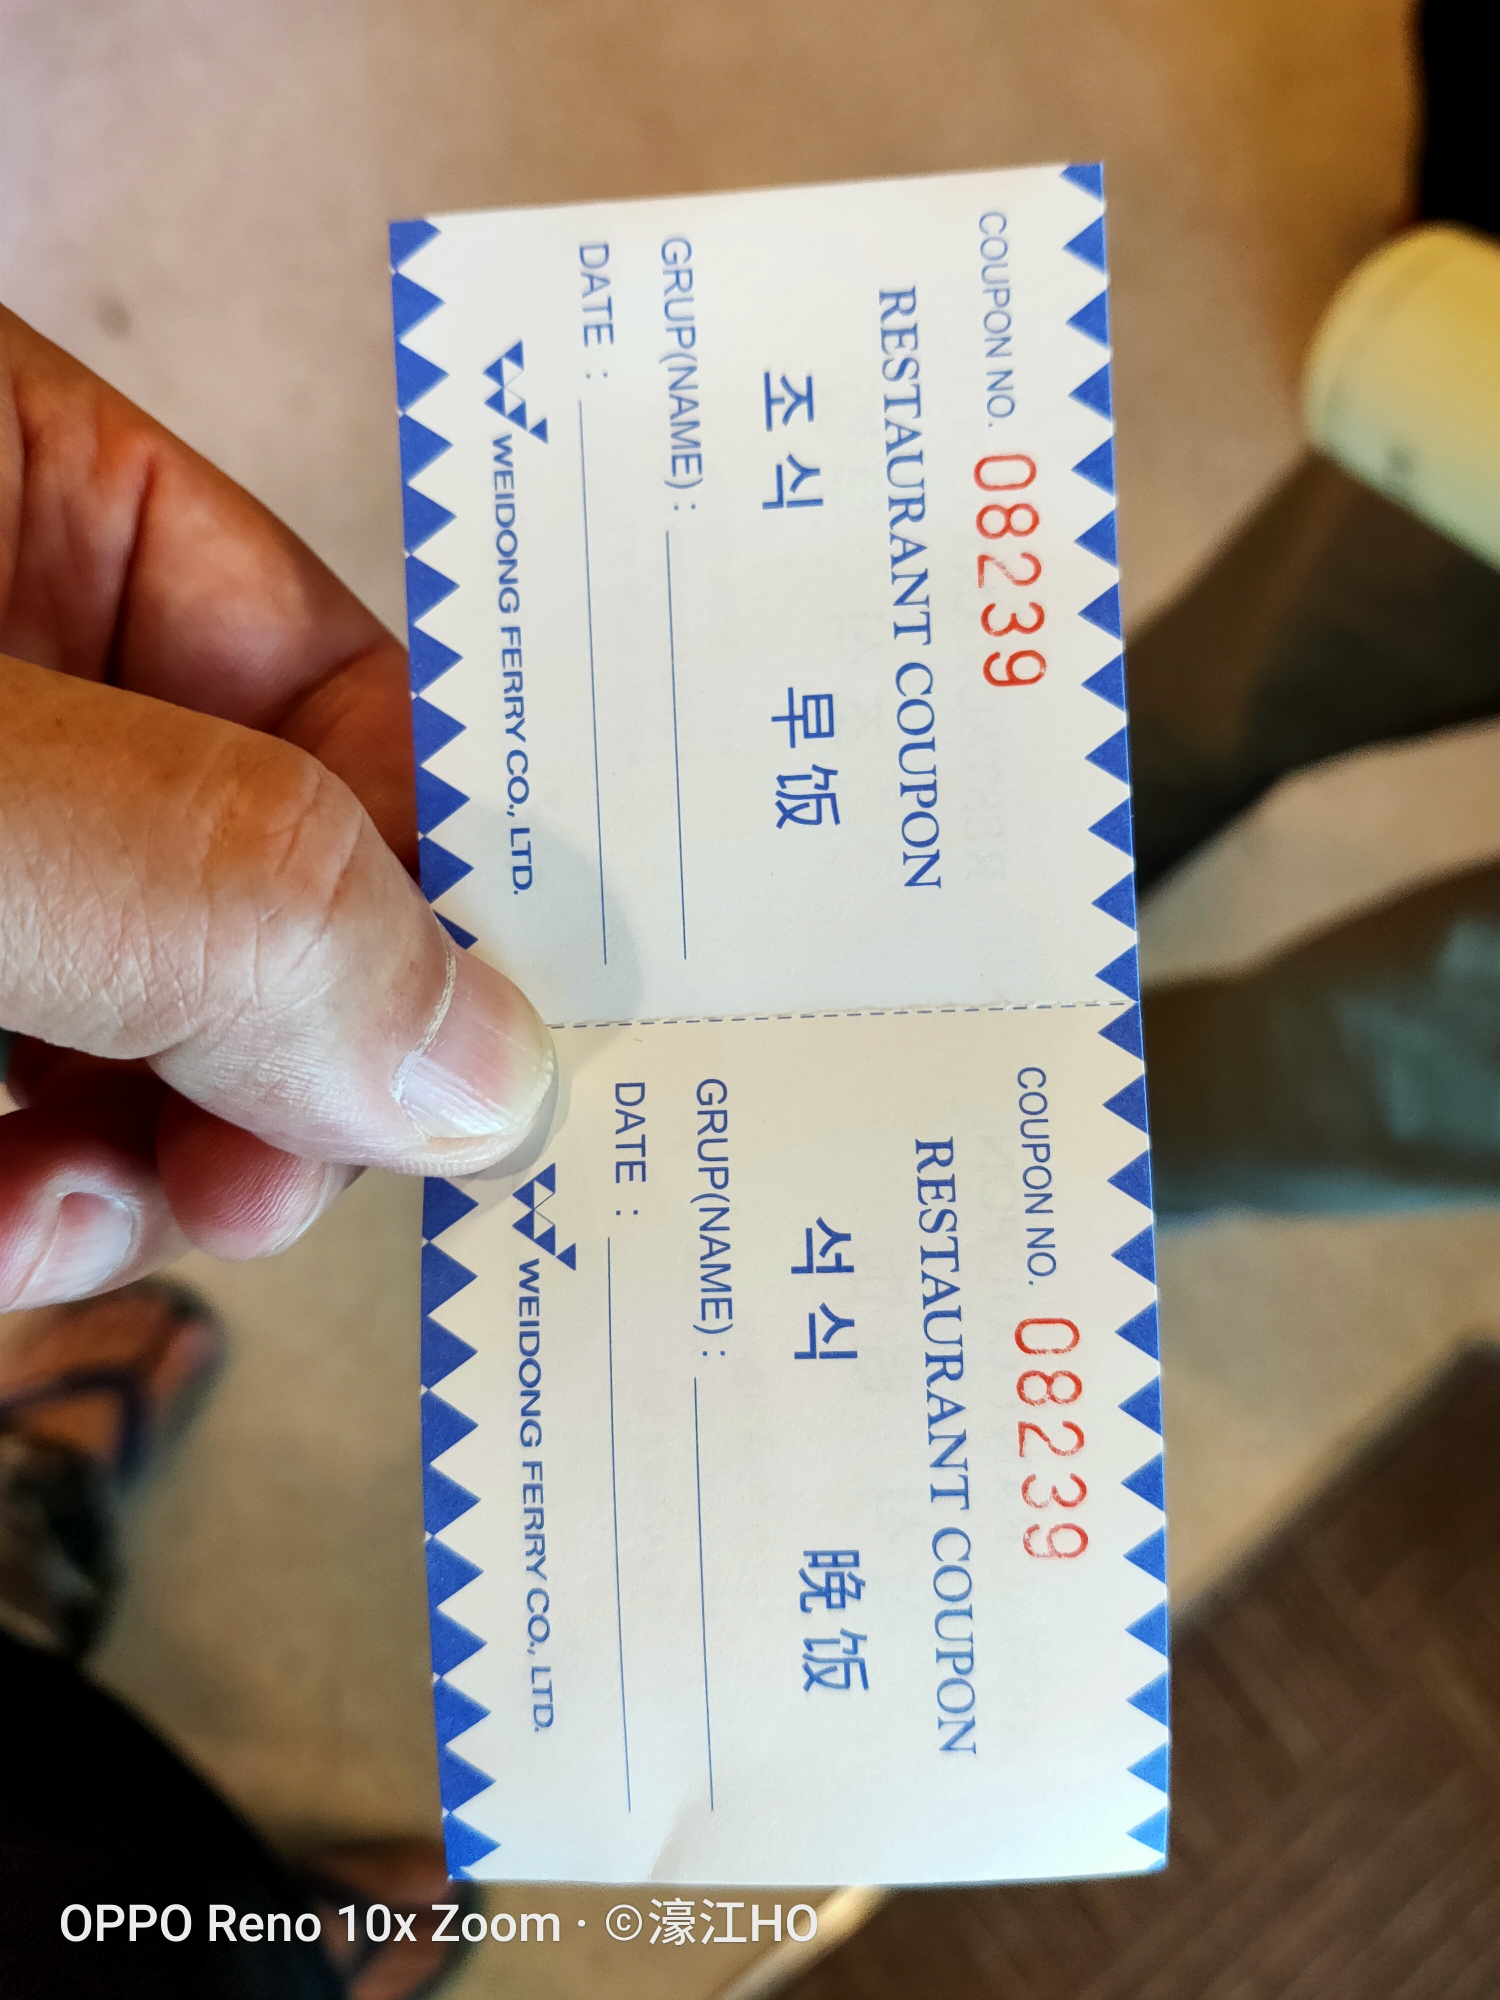 COUPON NO. 08239
RESTAURANT COUPON
조식 早饭
GRUP(NAME) :
DATE :
WEIDONG FERRY CO., LTD.
COUPON NO. 08239
RESTAURANT COUPON
석식 晚饭
GRUP(NAME) :
DATE :
WEIDONG FERRY CO., LTD.
OPPO Reno 10x Zoom · ©濠江HO